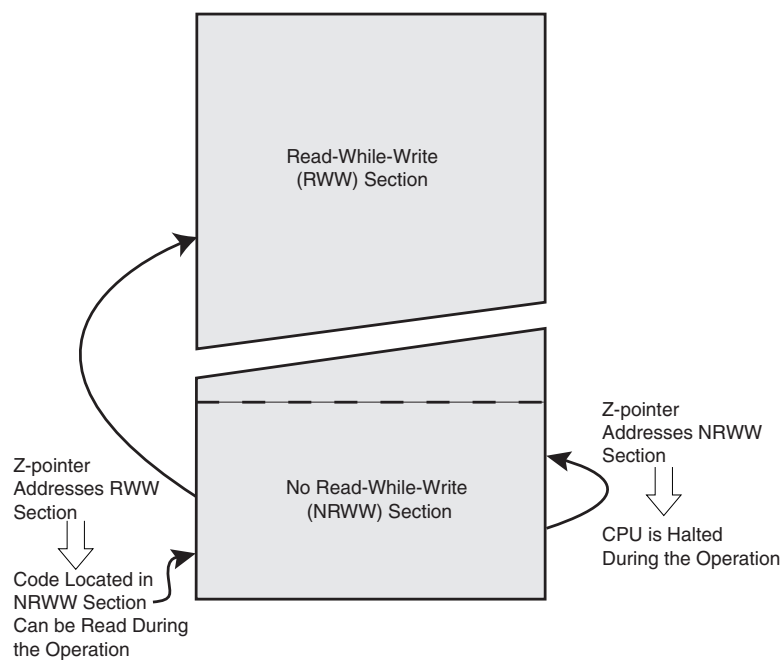 Read-While-Write
(RWW) Section
Z-pointer
Addresses NRWW
Section
Z-pointer
Addresses RWW
Section
No Read-While-Write
(NRWW) Section
CPU is Halted
During the Operation
Code Located in
NRWW Section
Can be Read During
the Operation